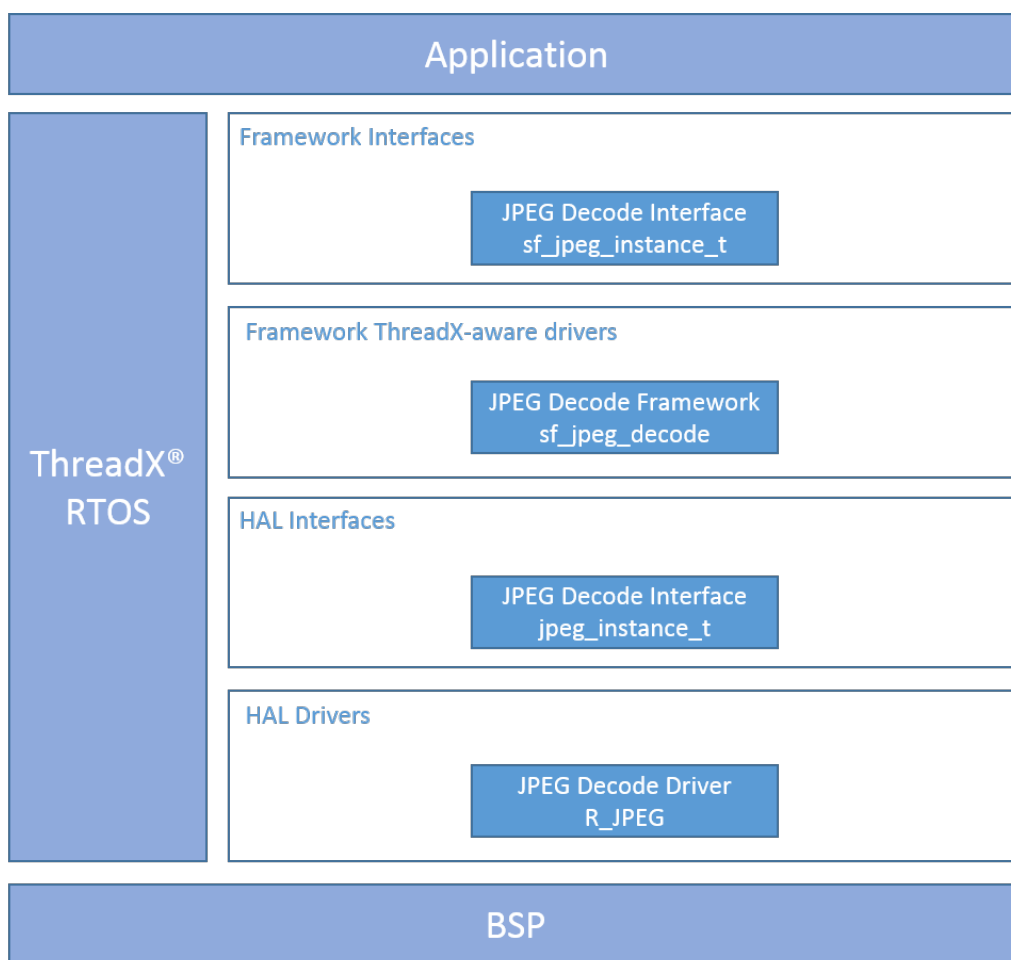 Application
ThreadX®
RTOS
Framework Interfaces
JPEG Decode Interface
sf_jpeg_instance_t
Framework ThreadX-aware drivers
JPEG Decode Framework
sf_jpeg_decode
HAL Interfaces
JPEG Decode Interface
jpeg_instance_t
HAL Drivers
JPEG Decode Driver
R_JPEG
BSP